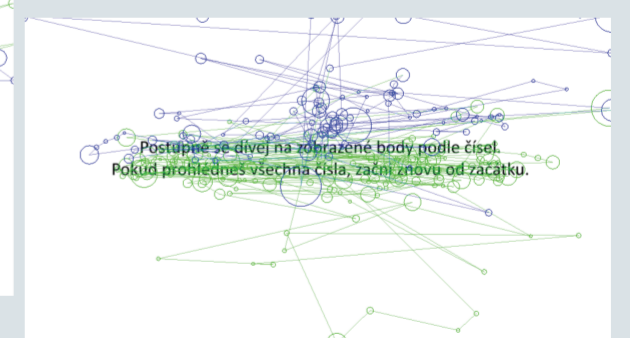 Postupně se dívej na zobrazené body podle čísel.
Pokud prohlédneš všechna čísla, začni znovu od začátku.